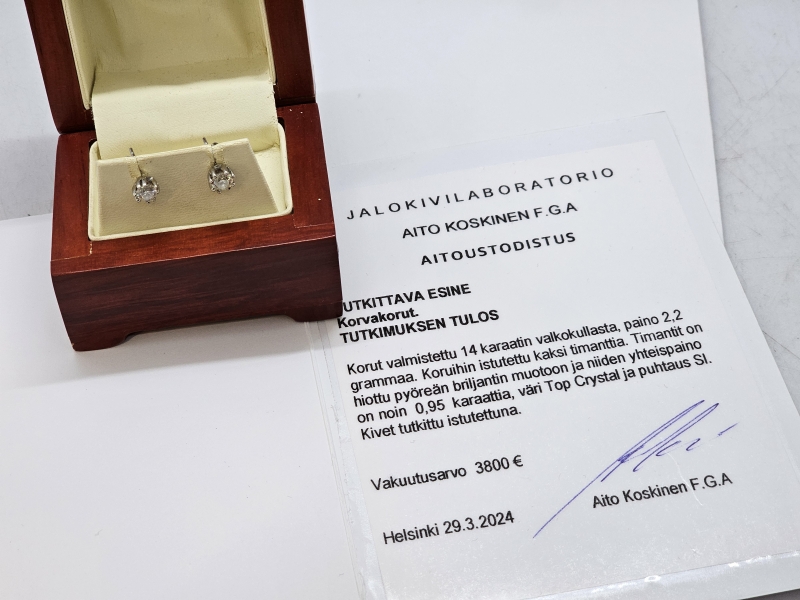 JALOKIVILABORATORIO
AITO KOSKINEN F.G.A
AITOUSTODISTUS
TUTKITTAVA ESINE
Korvakorut.
TUTKIMUKSEN TULOS
Korut valmistettu 14 karaatin valkokullasta, paino 2,2
grammaa. Koruihin istutettu kaksi timanttia. Timantit on
hiottu pyöreän briljantin muotoon ja niiden yhteispaino
on noin 0,95 karaattia, väri Top Crystal ja puhtaus SI.
Kivet tutkittu istutettuna.
Vakuutusarvo 3800 €
Aito Koskinen F.G.A
Helsinki 29.3.2024